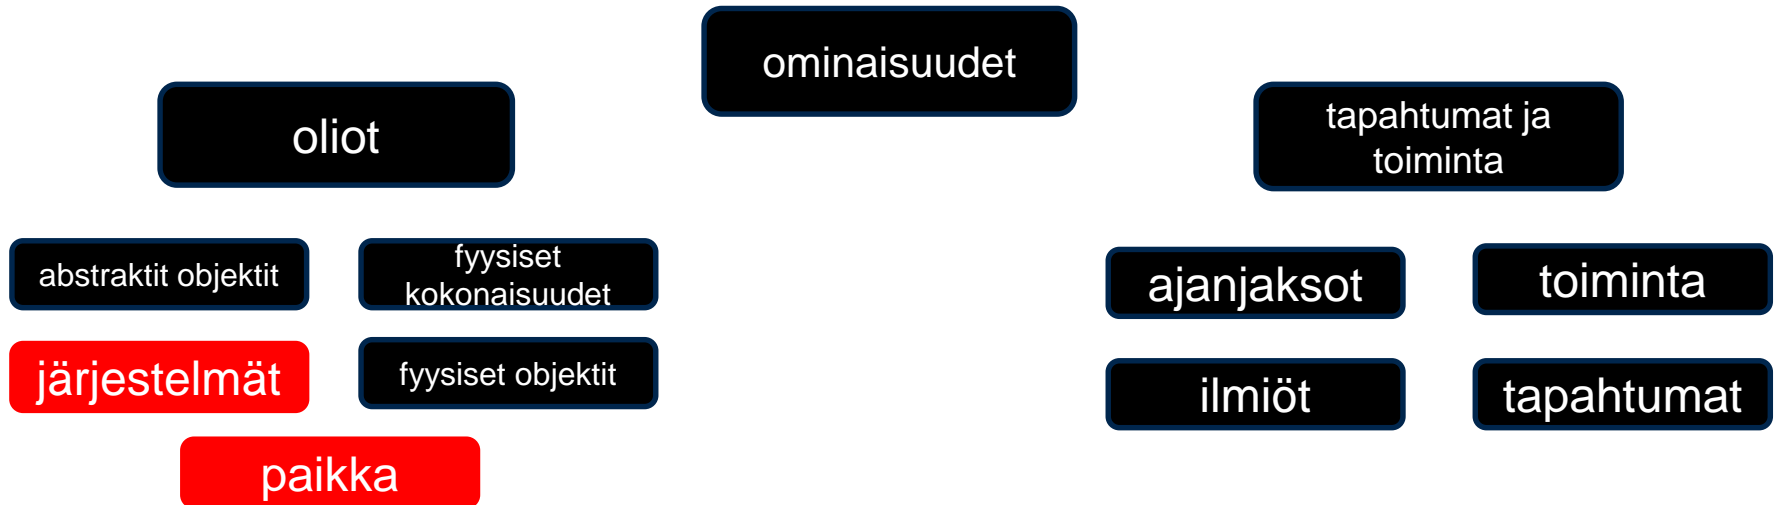 ominaisuudet
oliot
tapahtumat ja
toiminta
abstraktit objektit
fyysiset
kokonaisuudet
ajanjaksot
toiminta
järjestelmät
fyysiset objektit
ilmiöt
tapahtumat
paikka